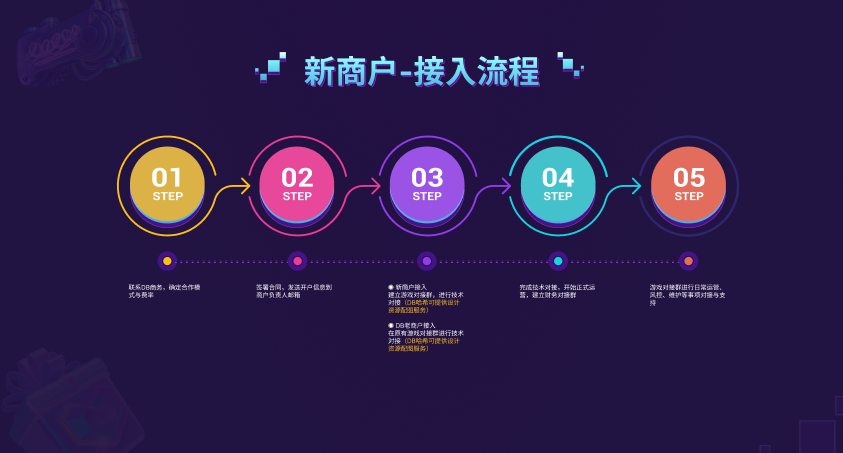 新商户-接入流程
01
STEP
02
STEP
03
STEP
04
STEP
05
STEP
联系DB商务、确定合作模
式与费率
签署合同，发送开户信息到
商户负责人邮箱
◉ 新商户接入
建立游戏对接群，进行技术
对接（DB哈希可提供设计
资源配图服务）
◉ DB老商户接入
在原有游戏对接群进行技术
对接（DB哈希可提供设计
资源配图服务）
完成技术对接，开始正式运
营，建立财务对接群
游戏对接群进行日常运营、
风控、维护等事项对接与支
持